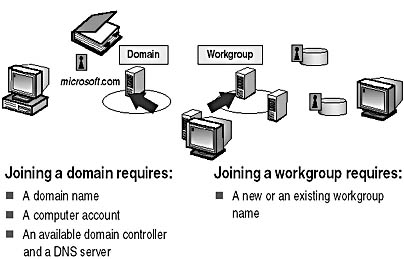 Domain
Workgroup
microsoft.com
Joining a domain requires:
A domain name
A computer account
An available domain controller
and a DNS server
Joining a workgroup requires:
A new or an existing workgroup
name